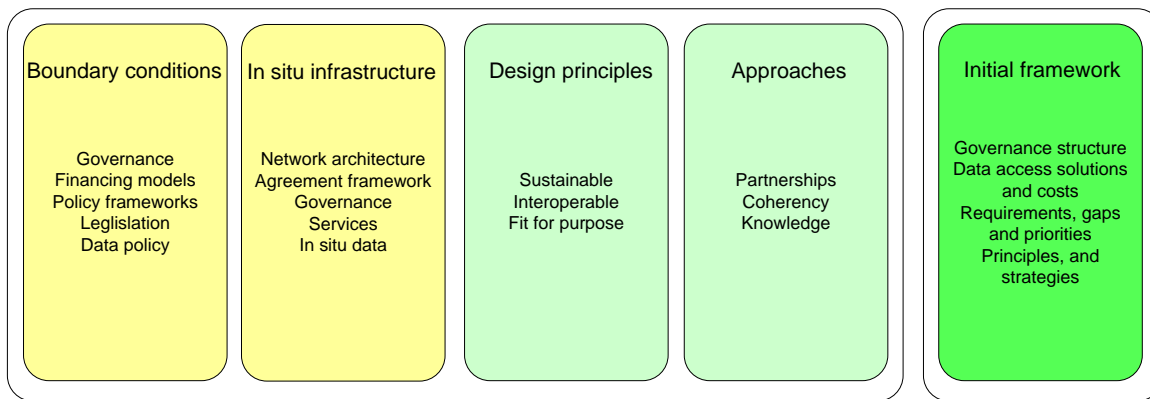 Boundary conditions
Governance
Financing models
Policy frameworks
Leglislation
Data policy
In situ infrastructure
Network architecture
Agreement framework
Governance
Services
In situ data
Design principles
Sustainable
Interoperable
Fit for purpose
Approaches
Partnerships
Coherency
Knowledge
Initial framework
Governance structure
Data access solutions
and costs
Requirements, gaps
and priorities
Principles, and
strategies